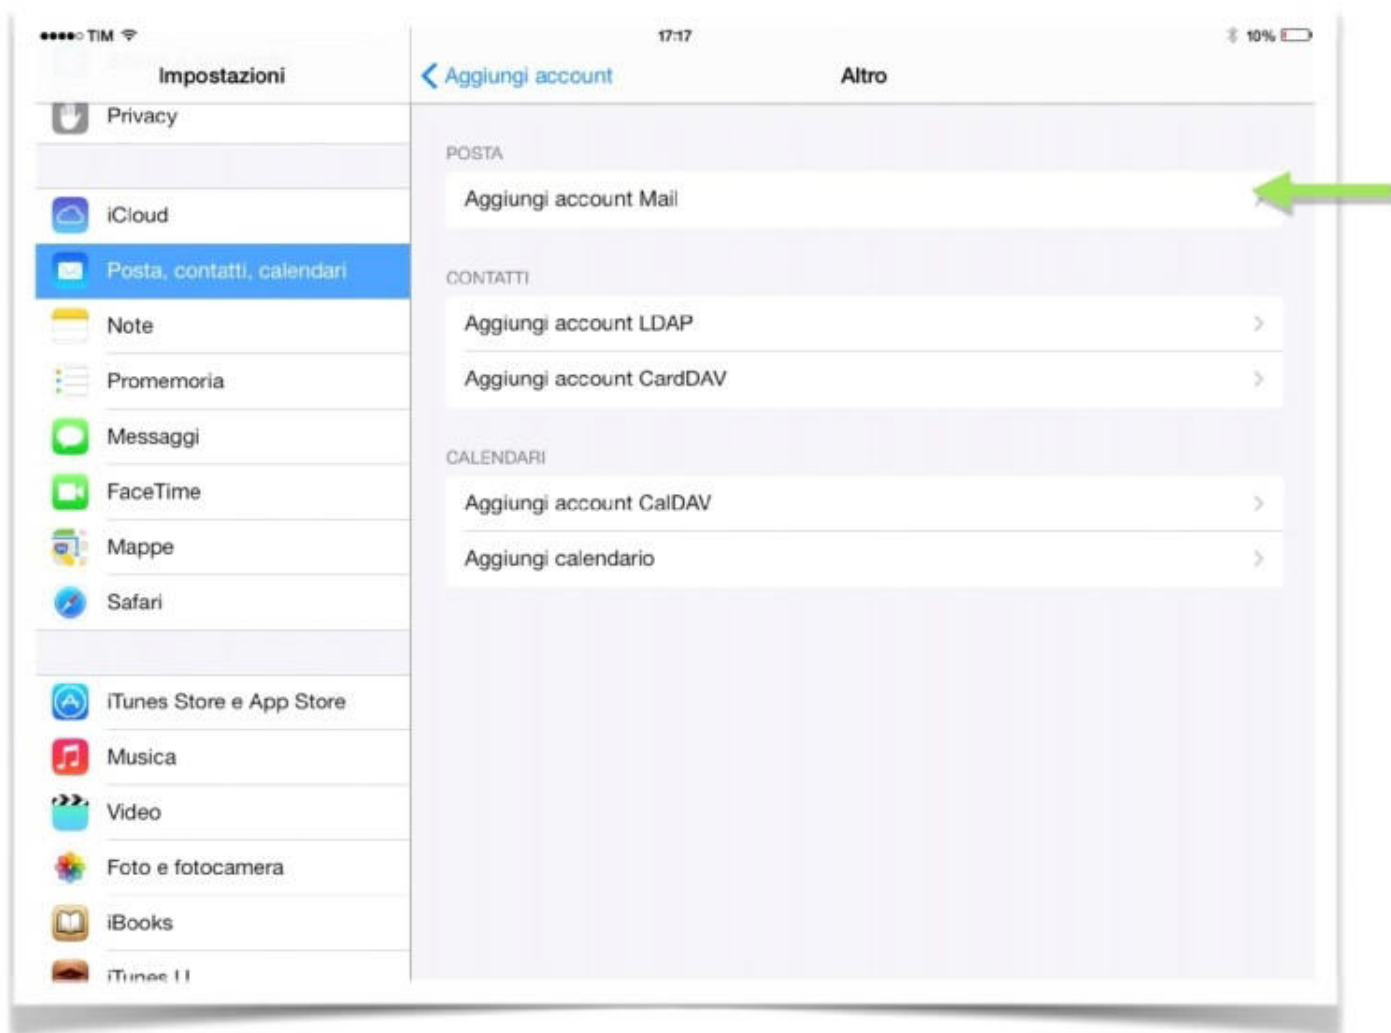 TIM
17:17
10%
Impostazioni
Aggiungi account
Altro
Privacy
iCloud
Posta, contatti, calendari
Note
Promemoria
Messaggi
FaceTime
Mappe
Safari
iTunes Store e App Store
Musica
Video
Foto e fotocamera
iBooks
iTunes U
POSTA
Aggiungi account Mail
CONTATTI
Aggiungi account LDAP
Aggiungi account CardDAV
CALENDARI
Aggiungi account CalDAV
Aggiungi calendario